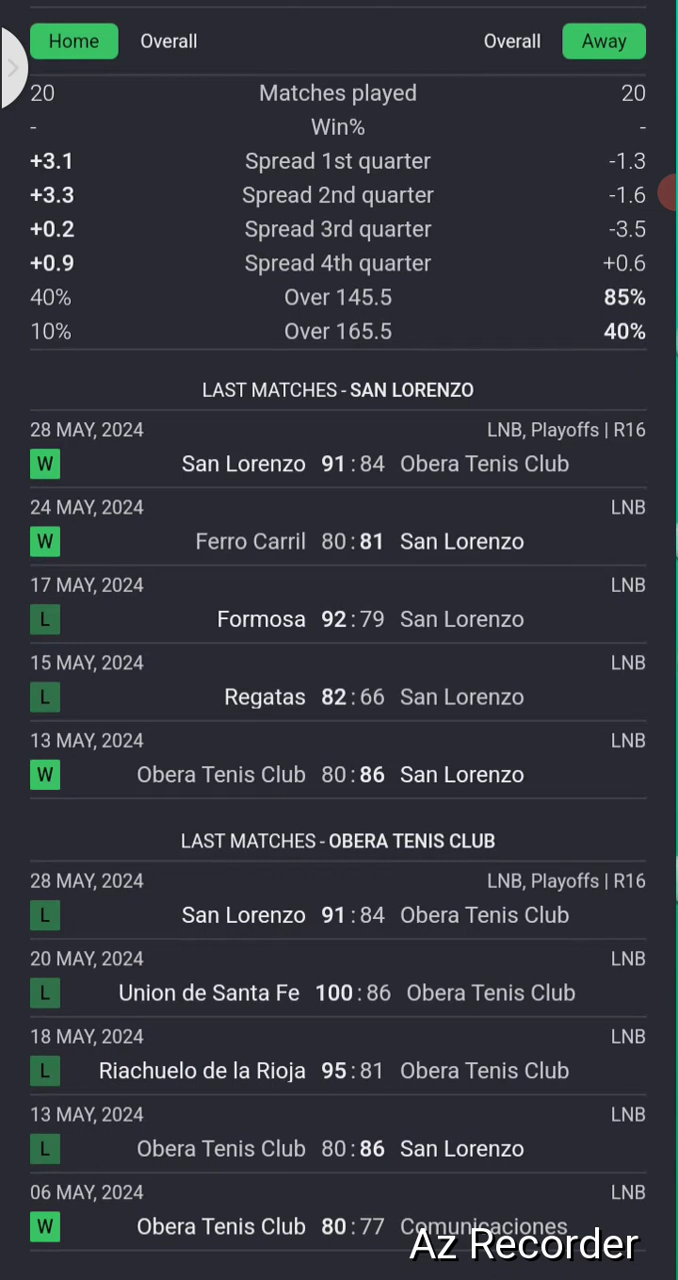 Home Overall Overall Away
20 Matches played 20
- Win% -
+3.1 Spread 1st quarter -1.3
+3.3 Spread 2nd quarter -1.6
+0.2 Spread 3rd quarter -3.5
+0.9 Spread 4th quarter +0.6
40% Over 145.5 85%
10% Over 165.5 40%
LAST MATCHES - SAN LORENZO
28 MAY, 2024 LNB, Playoffs | R16
W San Lorenzo 91 : 84 Obera Tenis Club
24 MAY, 2024 LNB
W Ferro Carril 80 : 81 San Lorenzo
17 MAY, 2024 LNB
L Formosa 92 : 79 San Lorenzo
15 MAY, 2024 LNB
L Regatas 82 : 66 San Lorenzo
13 MAY, 2024 LNB
W Obera Tenis Club 80 : 86 San Lorenzo
LAST MATCHES - OBERA TENIS CLUB
28 MAY, 2024 LNB, Playoffs | R16
L San Lorenzo 91 : 84 Obera Tenis Club
20 MAY, 2024 LNB
L Union de Santa Fe 100 : 86 Obera Tenis Club
18 MAY, 2024 LNB
L Riachuelo de la Rioja 95 : 81 Obera Tenis Club
13 MAY, 2024 LNB
L Obera Tenis Club 80 : 86 San Lorenzo
06 MAY, 2024 LNB
W Obera Tenis Club 80 : 77 Comunicaciones
Az Recorder